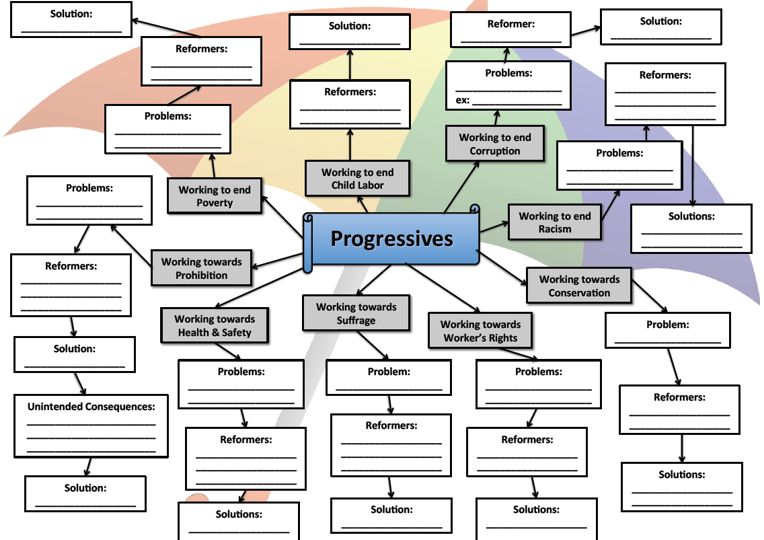 Solution:
Reformers:
Problems:
Working to end
Poverty
Solution:
Reformers:
Working to end
Child Labor
Reformer:
Solution:
Problems:
ex:
Working to end
Corruption
Reformers:
Problems:
Working to end
Racism
Solutions:
Progressives
Problems:
Working towards
Prohibition
Reformers:
Solution:
Unintended Consequences:
Solution:
Working towards
Health & Safety
Problems:
Reformers:
Solutions:
Working towards
Suffrage
Problem:
Reformers:
Solution:
Working towards
Worker's Rights
Problems:
Reformers:
Solutions:
Working towards
Conservation
Problem:
Reformers:
Solutions: